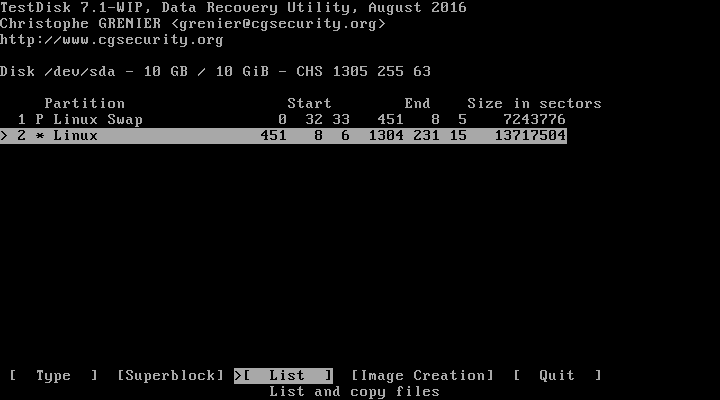 TestDisk 7.1-WIP, Data Recovery Utility, August 2016
Christophe GRENIER <grenier@cgsecurity.org>
http://www.cgsecurity.org
Disk /dev/sda - 10 GB / 10 GiB - CHS 1305 255 63
Partition Start End Size in sectors
1 P Linux Swap 0 32 33 451 8 5 7243776
> 2 * Linux 451 8 6 1304 231 15 13717504
[ Type ] [Superblock] >[ List ] [Image Creation] [ Quit ]
List and copy files